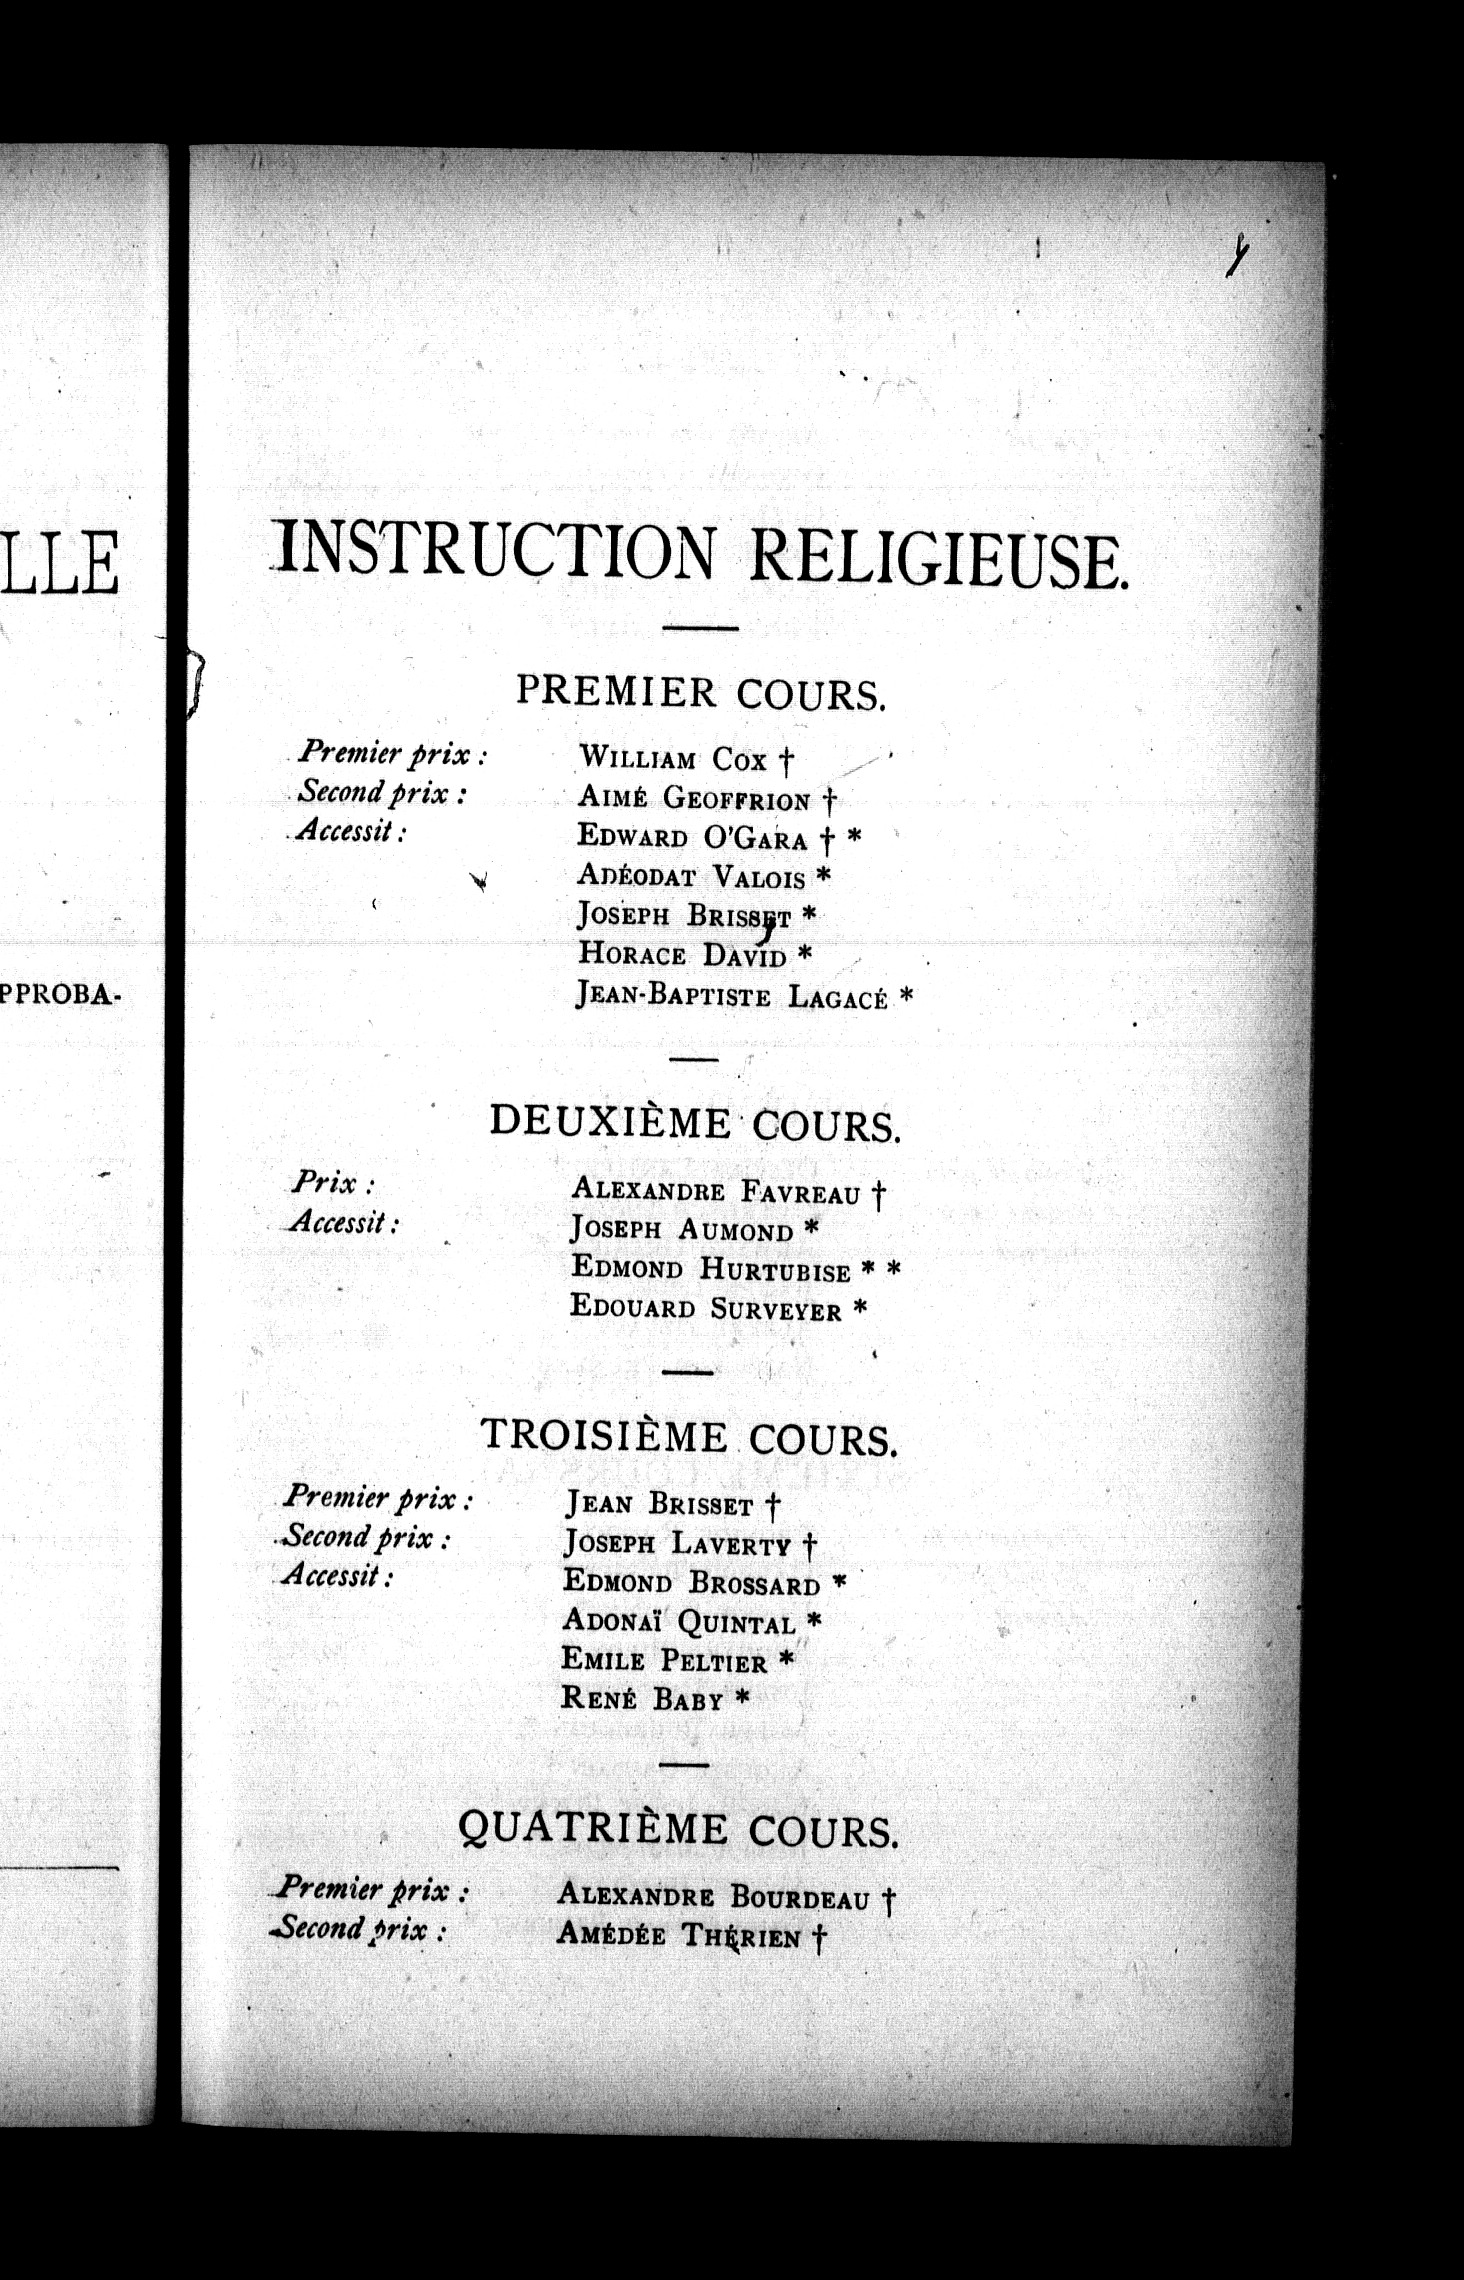 LLE
PPROBA-
INSTRUCTION RELIGIEUSE.
PREMIER COURS.
Premier prix : WILLIAM COX †
Second prix : AIMÉ GEOFFRION †
Accessit : EDWARD O'GARA † *
ADÉODAT VALOIS *
JOSEPH BRISSET *
HORACE DAVID *
JEAN-BAPTISTE LAGACÉ *
DEUXIÈME COURS.
Prix : ALEXANDRE FAVREAU †
Accessit : JOSEPH AUMOND *
EDMOND HURTUBISE * *
EDOUARD SURVEYER *
TROISIÈME COURS.
Premier prix : JEAN BRISSET †
Second prix : JOSEPH LAVERTY †
Accessit : EDMOND BROSSARD *
ADONAÏ QUINTAL *
EMILE PELTIER *
RENÉ BABY *
QUATRIÈME COURS.
Premier prix : ALEXANDRE BOURDEAU †
Second prix : AMÉDÉE THÉRIEN †